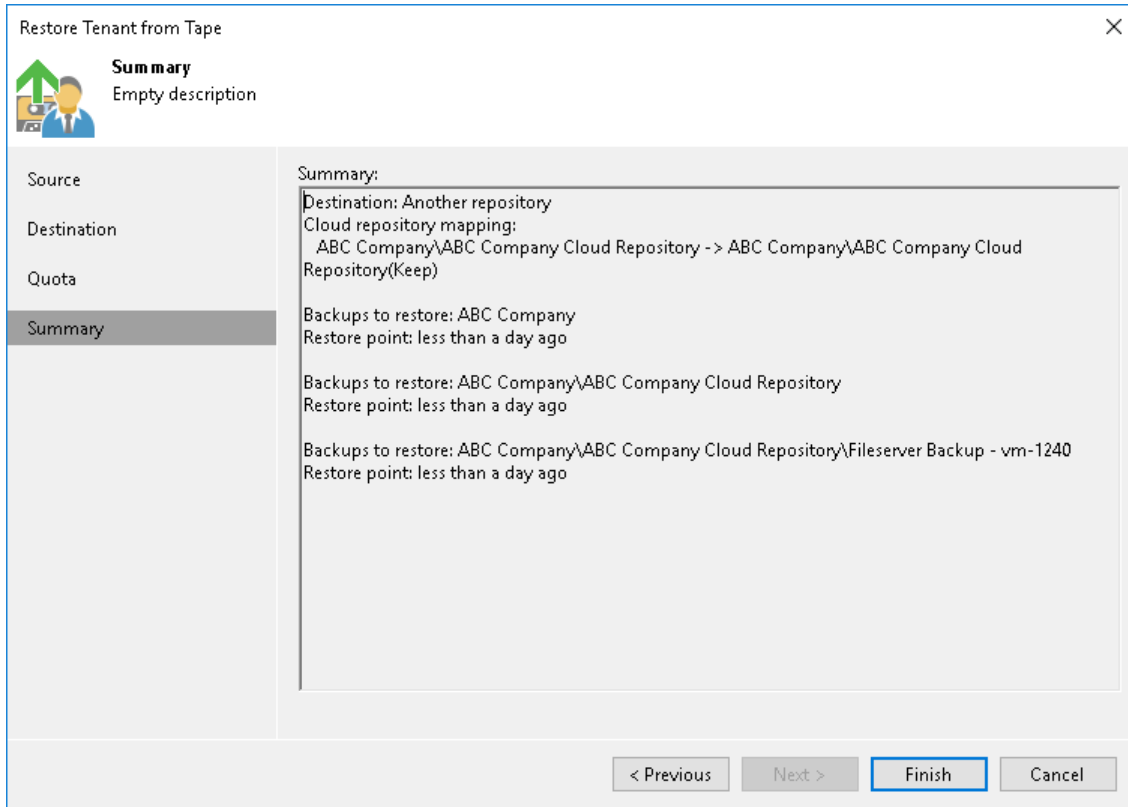 Restore Tenant from Tape
Summary
Empty description
Source
Destination
Quota
Summary
Summary:
Destination: Another repository
Cloud repository mapping:
ABC Company\ABC Company Cloud Repository -> ABC Company\ABC Company Cloud
Repository(Keep)
Backups to restore: ABC Company
Restore point: less than a day ago
Backups to restore: ABC Company\ABC Company Cloud Repository
Restore point: less than a day ago
Backups to restore: ABC Company\ABC Company Cloud Repository\Fileserver Backup - vm-1240
Restore point: less than a day ago
< Previous
Next >
Finish
Cancel